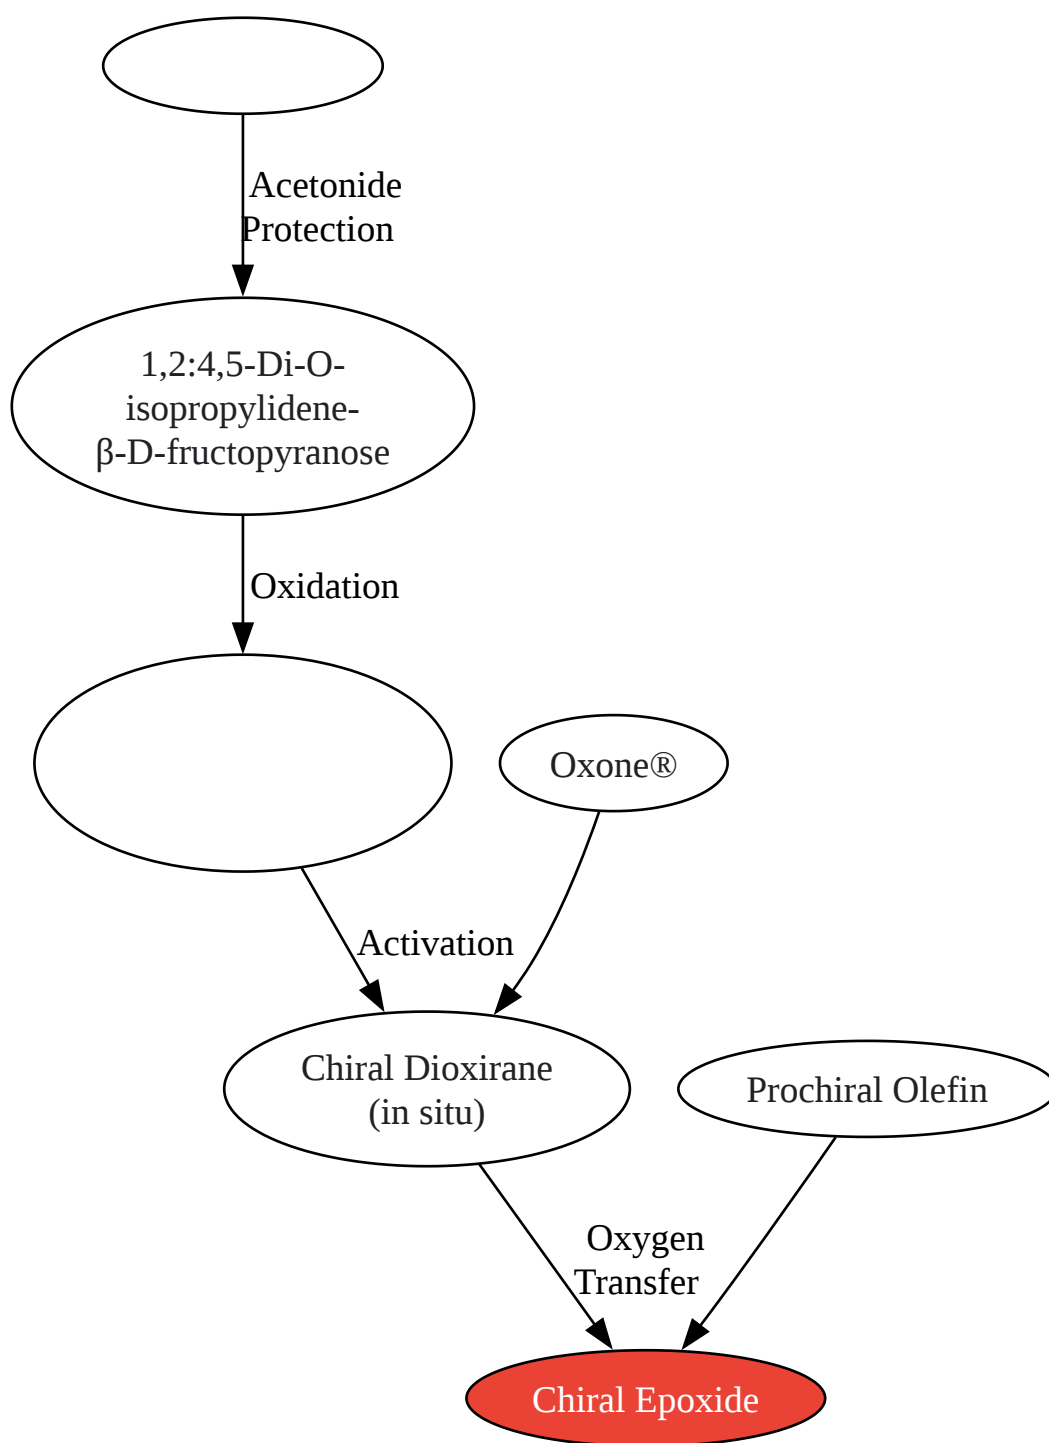 Acetonide
Protection
1,2:4,5-Di-O-
isopropylidene-
β-D-fructopyranose
Oxidation
Oxone®
Activation
Chiral Dioxirane
(in situ)
Prochiral Olefin
Oxygen
Transfer
Chiral Epoxide